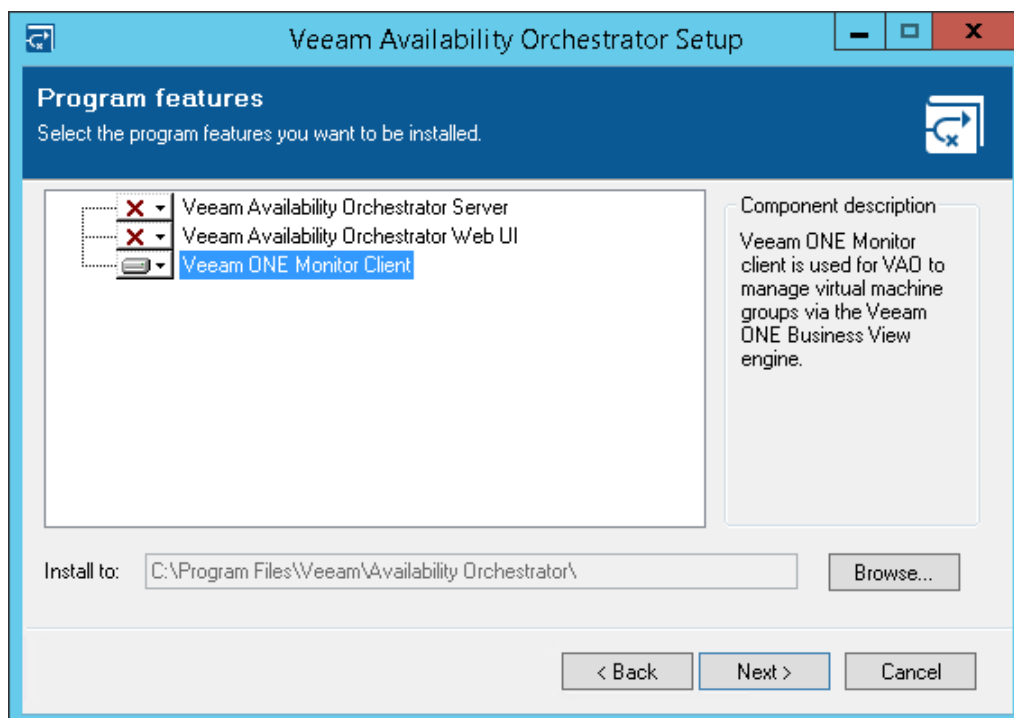 Veeam Availability Orchestrator Setup
Program features
Select the program features you want to be installed.
Veeam Availability Orchestrator Server
Veeam Availability Orchestrator Web UI
Veeam ONE Monitor Client
Component description
Veeam ONE Monitor
client is used for VAO to
manage virtual machine
groups via the Veeam
ONE Business View
engine.
Install to:
C:\Program Files\Veeam\Availability Orchestrator\
Browse...
< Back
Next >
Cancel